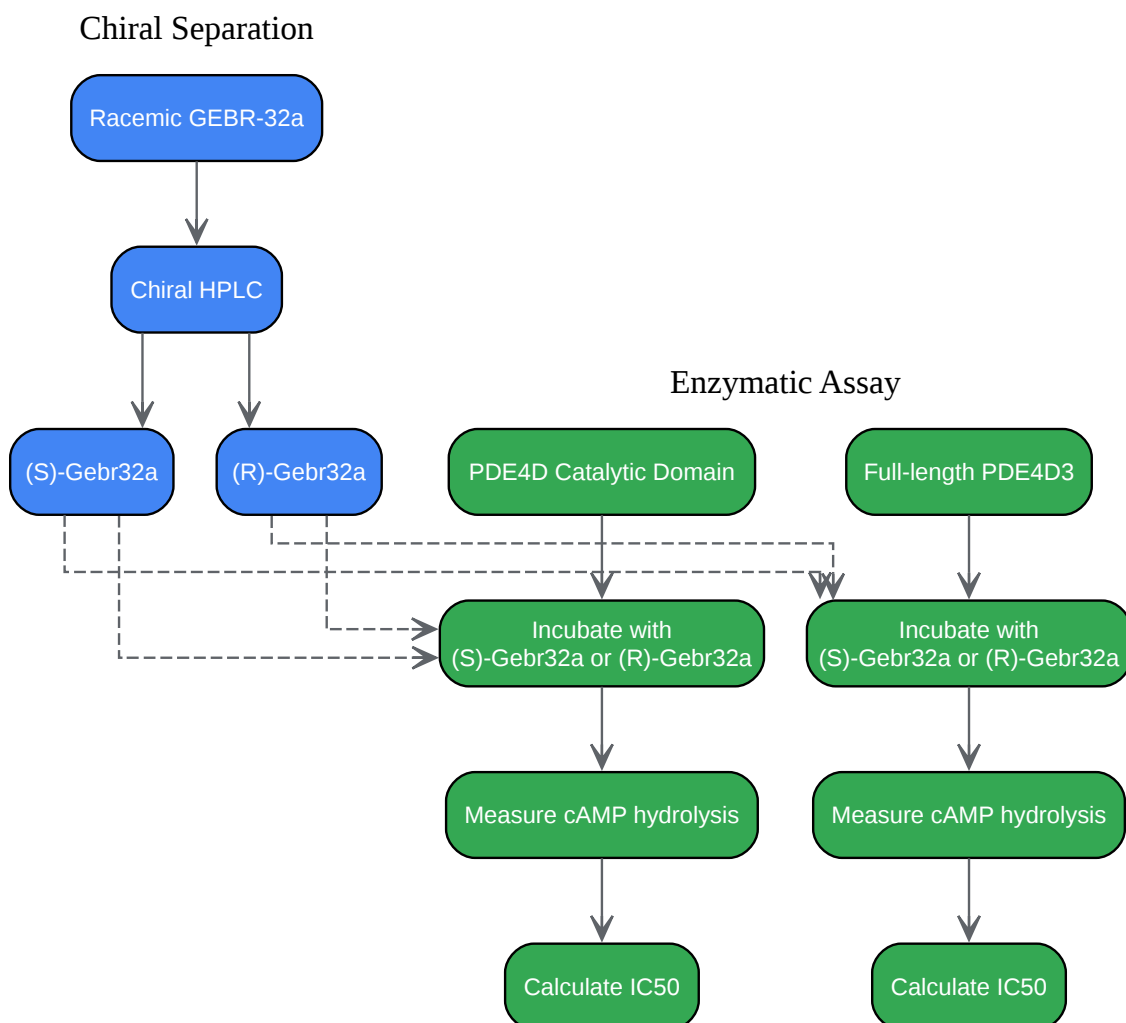 Chiral Separation
Racemic GEBR-32a
Chiral HPLC
(S)-Gebr32a
(R)-Gebr32a
Enzymatic Assay
PDE4D Catalytic Domain
Full-length PDE4D3
Incubate with
(S)-Gebr32a or (R)-Gebr32a
Incubate with
(S)-Gebr32a or (R)-Gebr32a
Measure cAMP hydrolysis
Measure cAMP hydrolysis
Calculate IC50
Calculate IC50